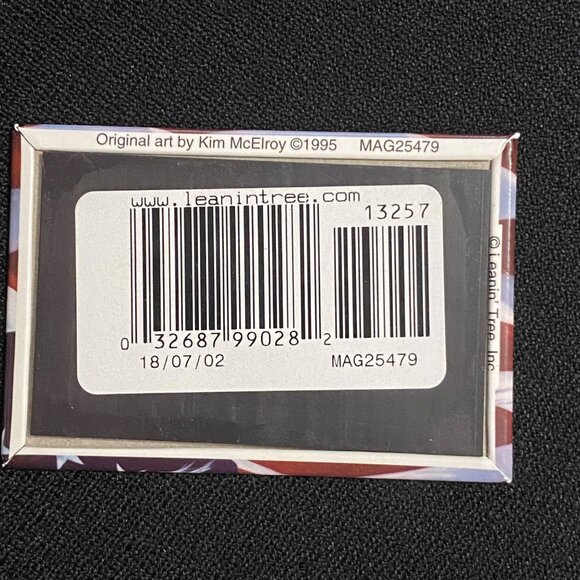 Original art by Kim McElroy ©1995 MAG25479
www.leanintree.com
13257
0 32687 99028 2
18/07/02 MAG25479
© Leanin' Tree, Inc.